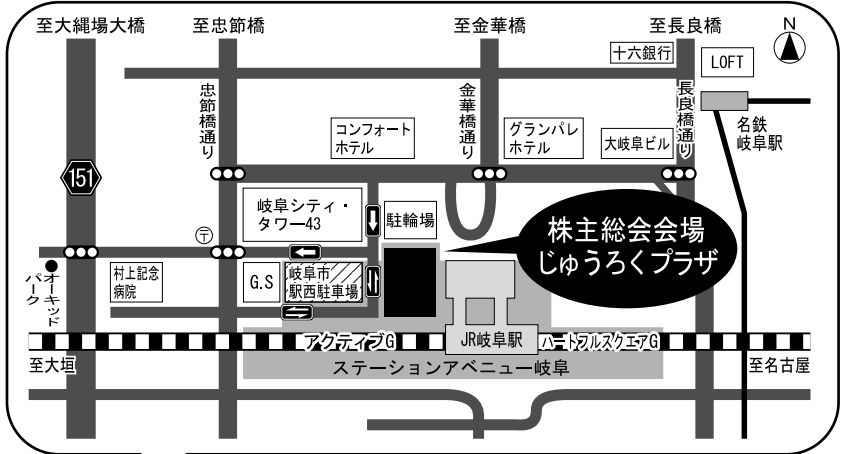 至大縄場大橋
至忠節橋
至金華橋
至長良橋
N
十六銀行
LOFT
忠節橋通り
金華橋通り
長良橋通り
名鉄
岐阜駅
コンフォート
ホテル
グランパレ
ホテル
大岐阜ビル
151
岐阜シティ・
タワー43
駐輪場
株主総会会場
じゅうろくプラザ
〒
オーキッド
パーク
村上記念
病院
G.S
岐阜市
駅西駐車場
アクティブG
JR岐阜駅
ハートフルスクエアG
至大垣
ステーションアベニュー岐阜
至名古屋